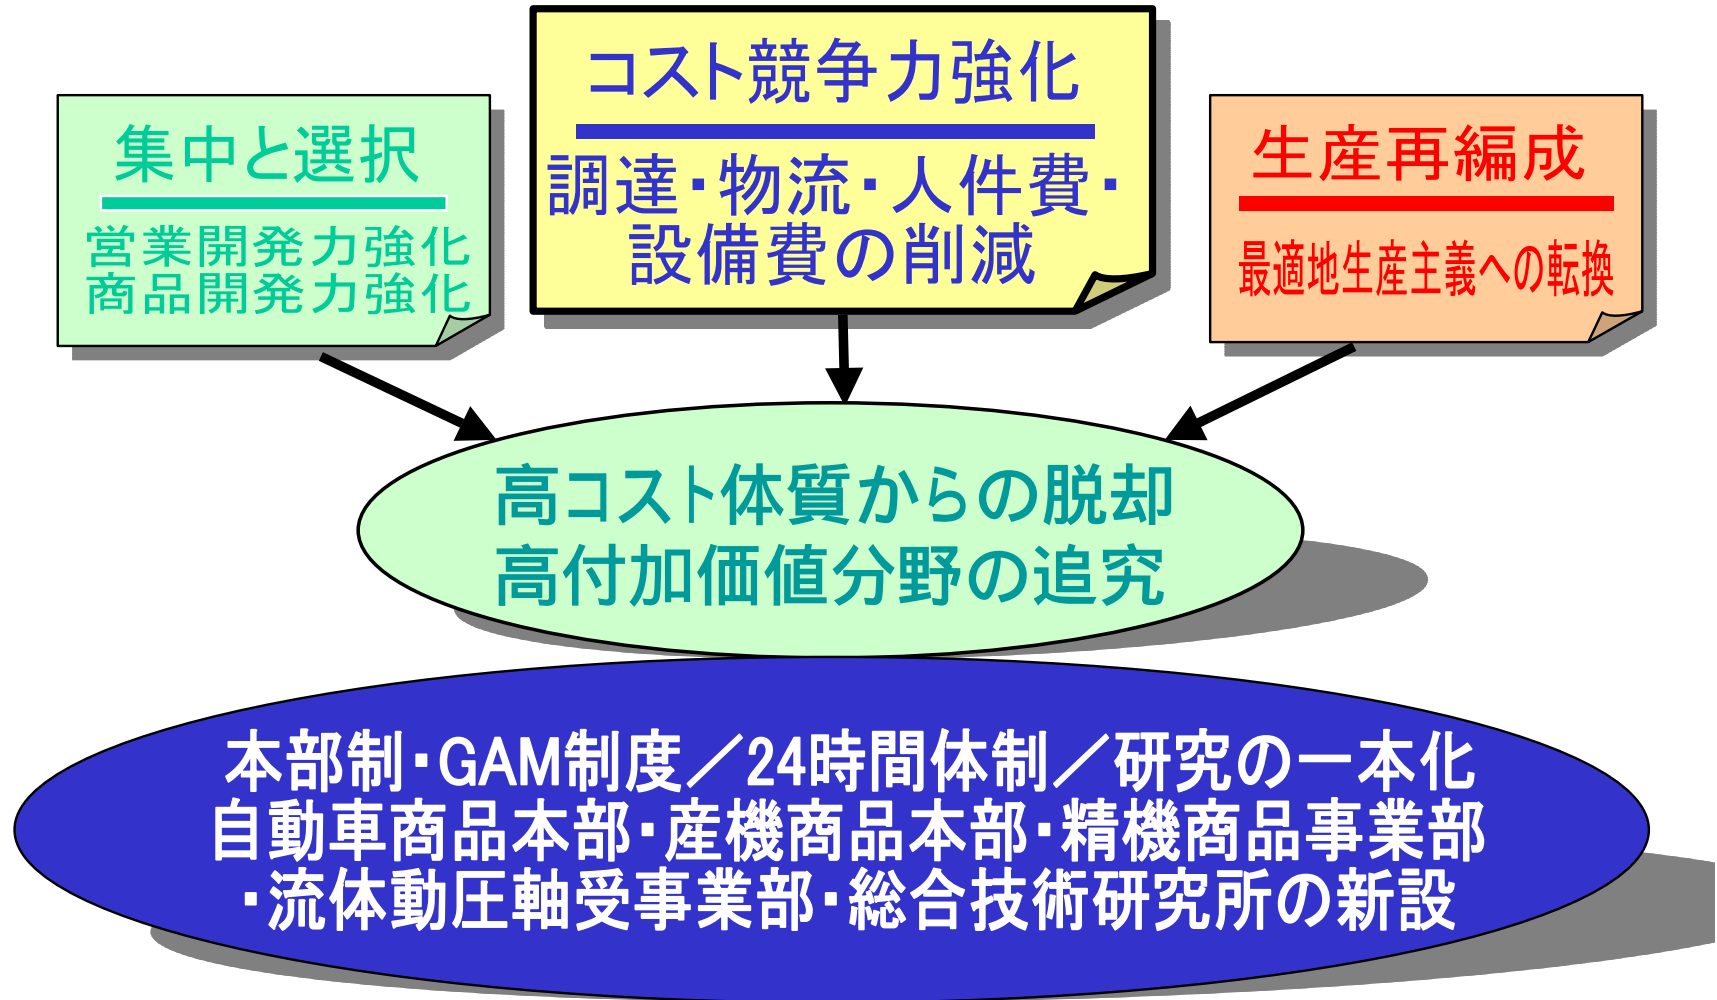 コスト競争力強化
調達・物流・人件費・
設備費の削減
集中と選択
営業開発力強化
商品開発力強化
生産再編成
最適地生産主義への転換
高コスト体質からの脱却
高付加価値分野の追究
本部制・GAM制度／24時間体制／研究の一本化
自動車商品本部・産機商品本部・精機商品事業部
・流体動圧軸受事業部・総合技術研究所の新設